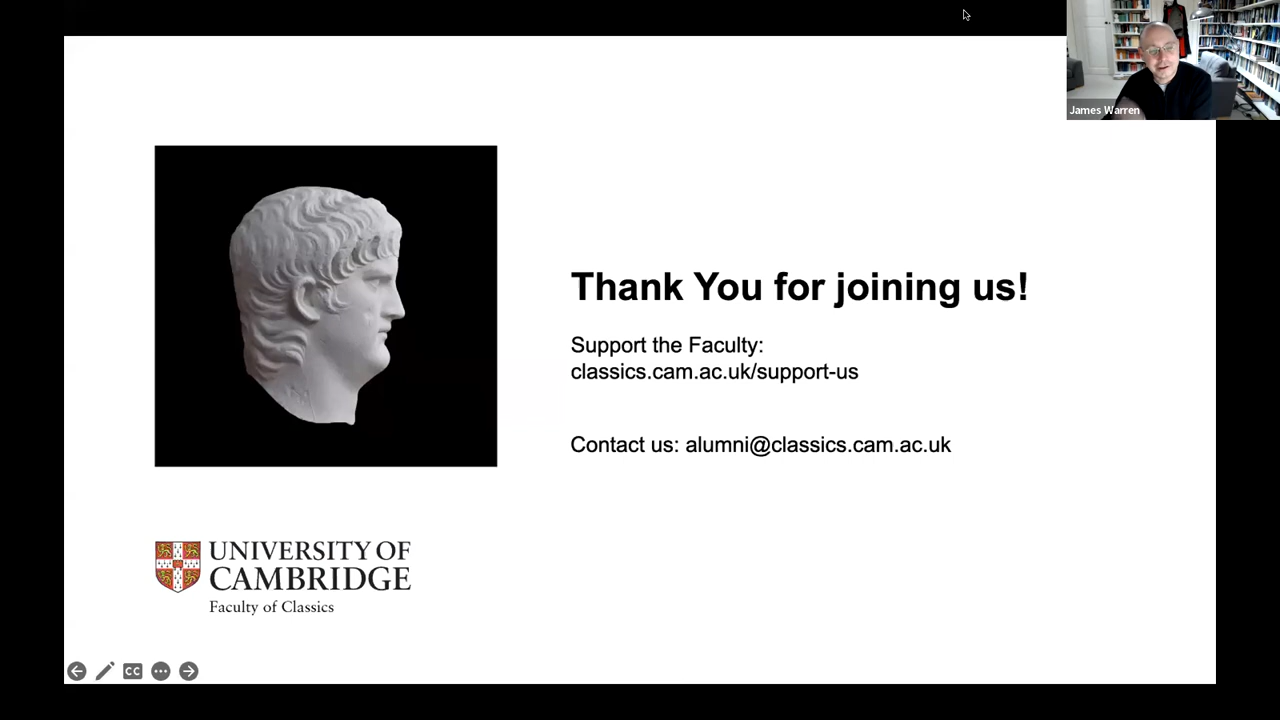 James Warren
Thank You for joining us!
Support the Faculty:
classics.cam.ac.uk/support-us
Contact us: alumni@classics.cam.ac.uk
UNIVERSITY OF
CAMBRIDGE
Faculty of Classics
CC